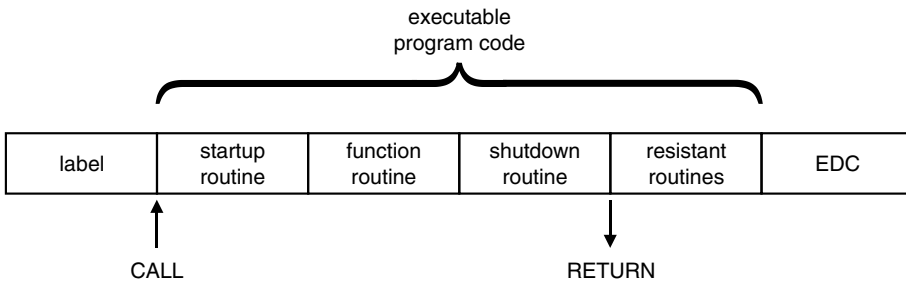 executable
program code
label
startup
routine
function
routine
shutdown
routine
resistant
routines
EDC
CALL
RETURN